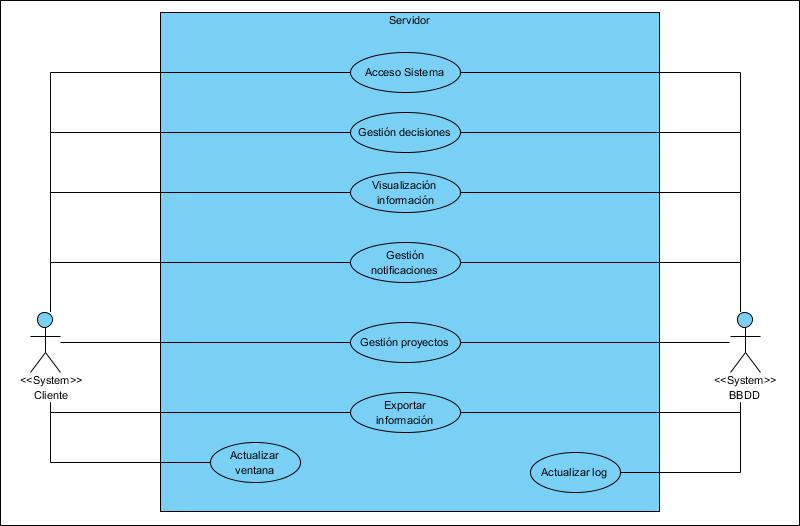 Servidor
Acceso Sistema
Gestión decisiones
Visualización
información
Gestión
notificaciones
Gestión proyectos
<<System>>
Cliente
<<System>>
BBDD
Exportar
información
Actualizar
ventana
Actualizar log